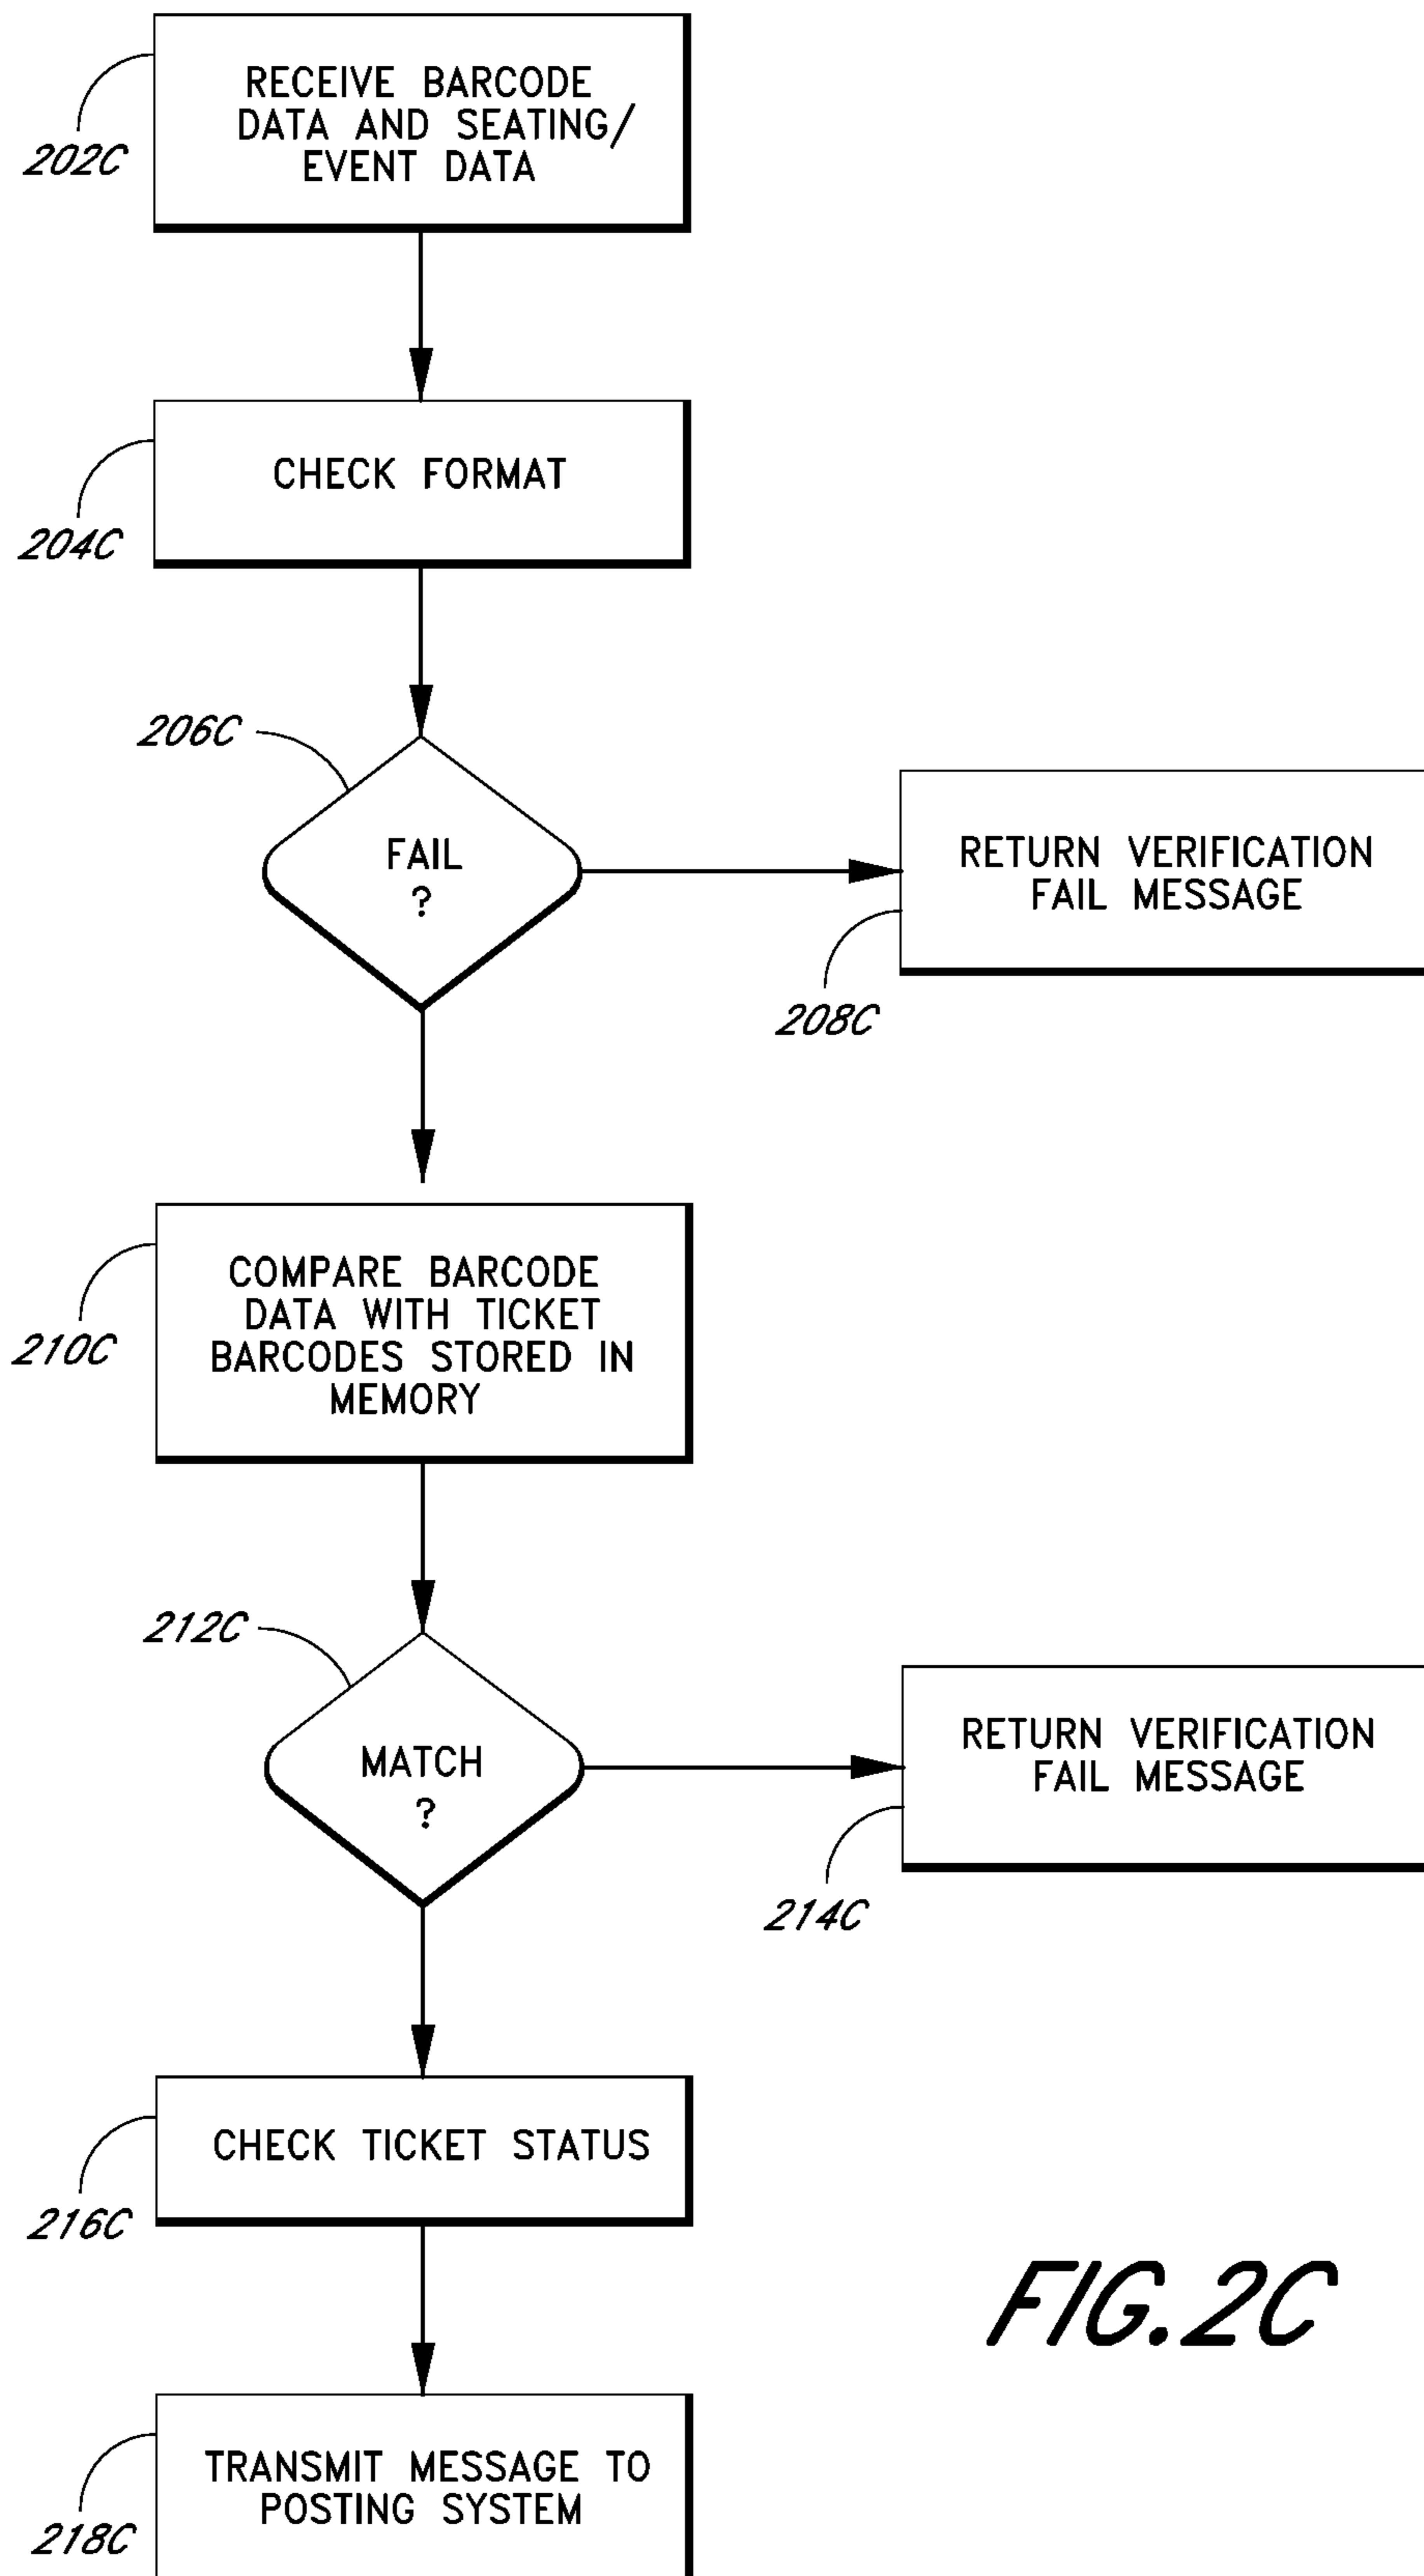 RECEIVE BARCODE
DATA AND SEATING/
EVENT DATA
202C
CHECK FORMAT
204C
206C
FAIL
?
RETURN VERIFICATION
FAIL MESSAGE
208C
COMPARE BARCODE
DATA WITH TICKET
BARCODES STORED IN
MEMORY
210C
212C
MATCH
?
RETURN VERIFICATION
FAIL MESSAGE
214C
CHECK TICKET STATUS
216C
FIG.2C
TRANSMIT MESSAGE TO
POSTING SYSTEM
218C